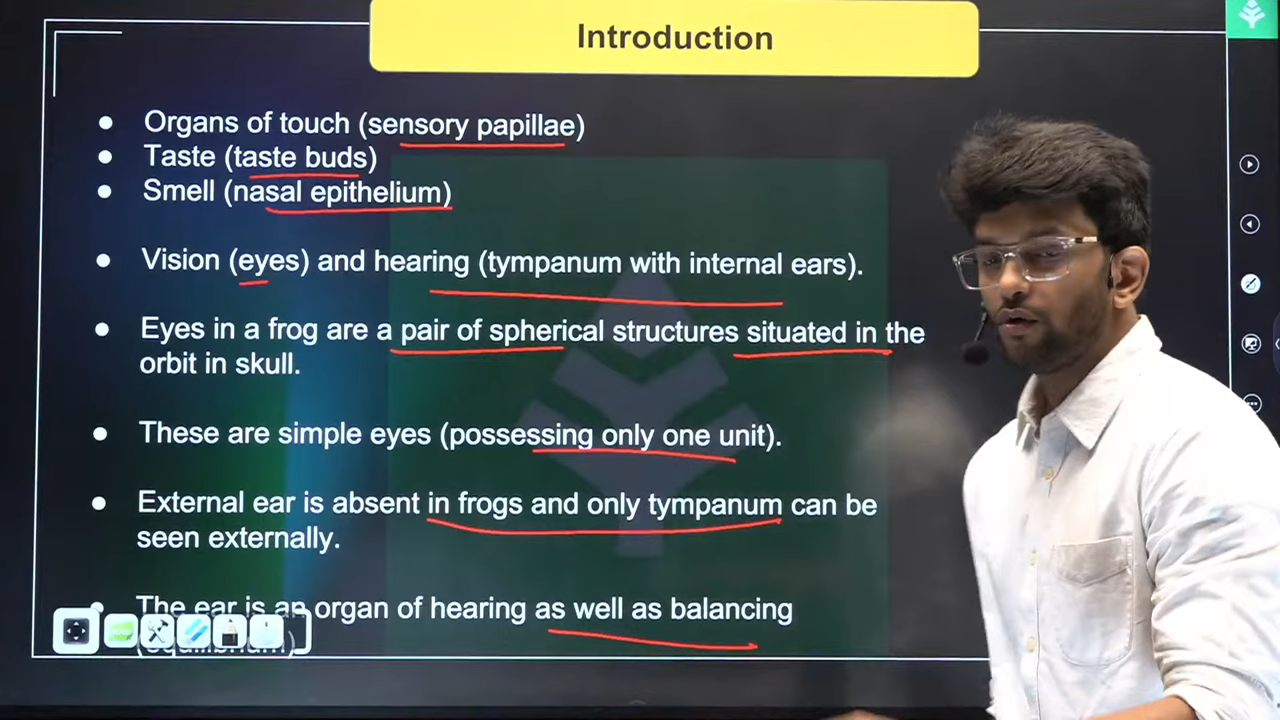 Introduction
● Organs of touch (sensory papillae)
● Taste (taste buds)
● Smell (nasal epithelium)
● Vision (eyes) and hearing (tympanum with internal ears).
● Eyes in a frog are a pair of spherical structures situated in the
orbit in skull.
● These are simple eyes (possessing only one unit).
● External ear is absent in frogs and only tympanum can be
seen externally.
● The ear is an organ of hearing as well as balancing
(equilibrium)